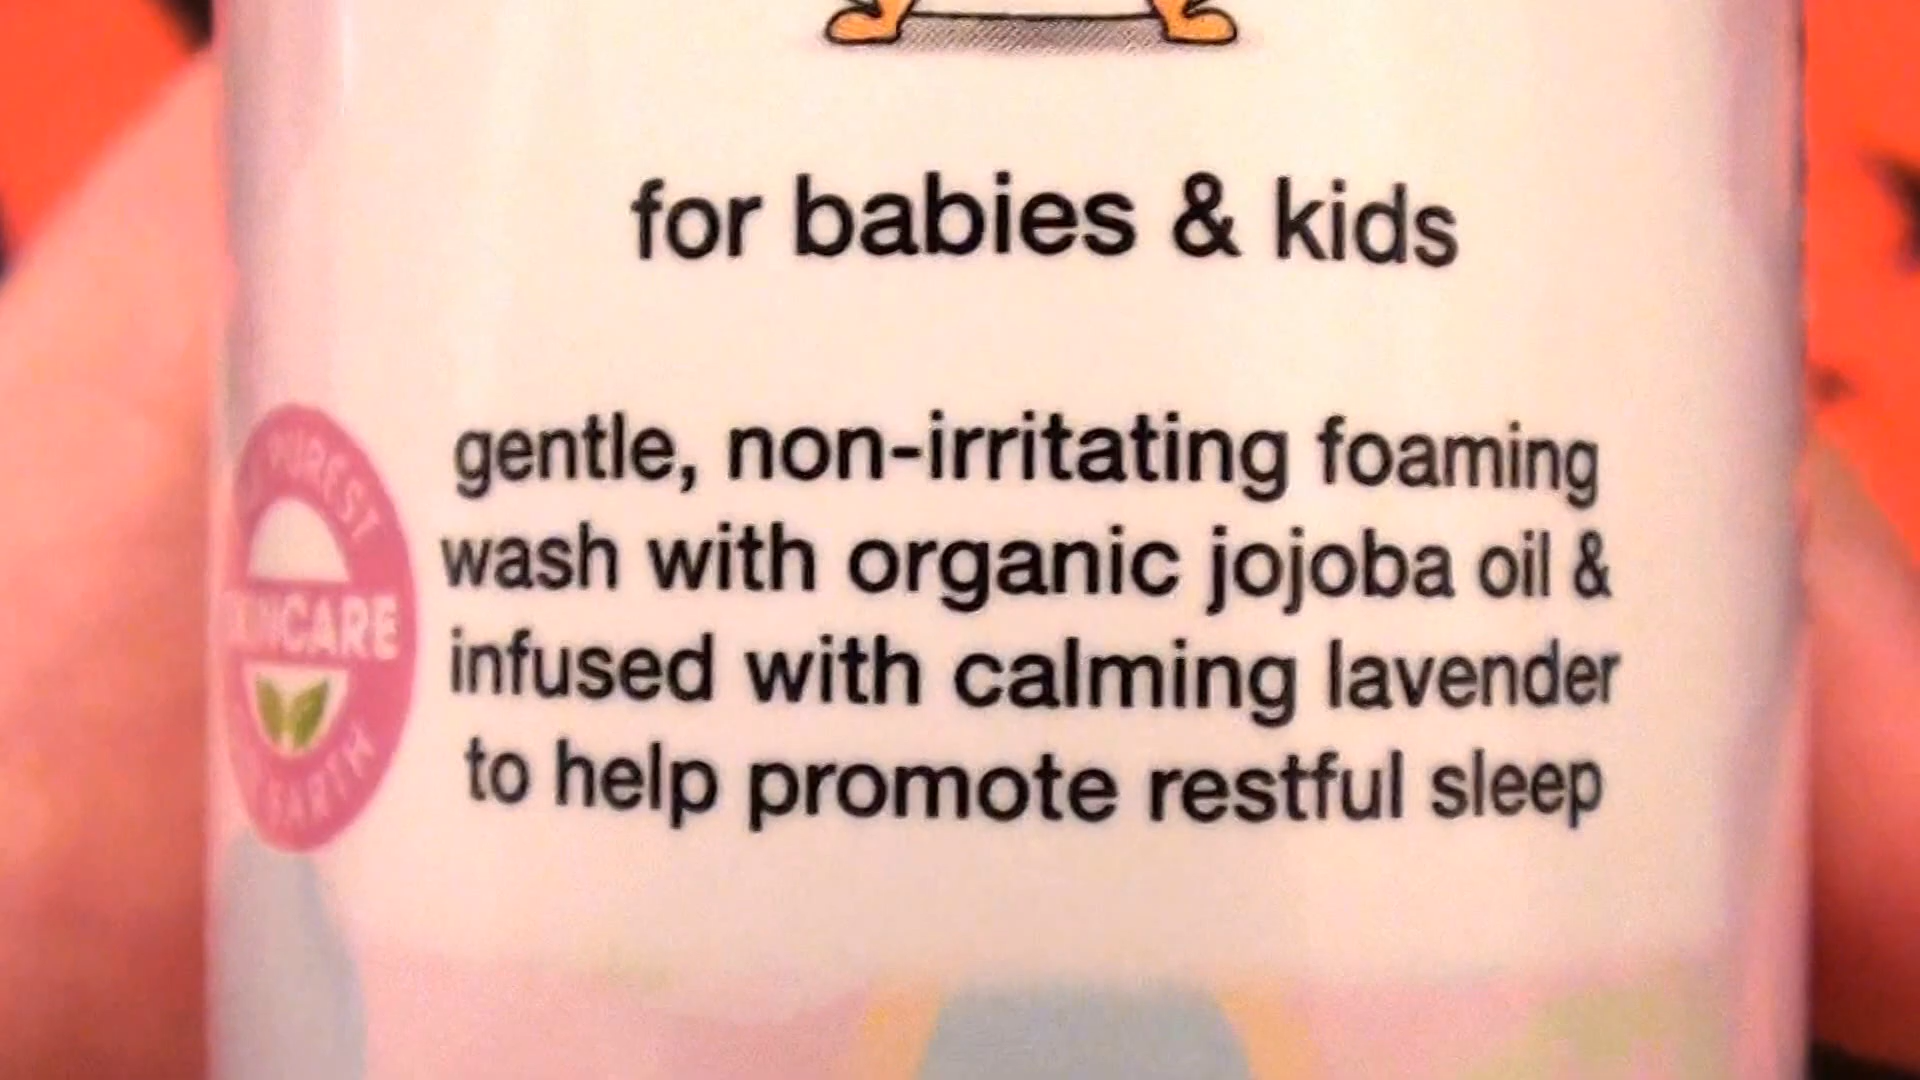 for babies & kids
gentle, non-irritating foaming
wash with organic jojoba oil &
infused with calming lavender
to help promote restful sleep
PUREST
SKINCARE
EARTH